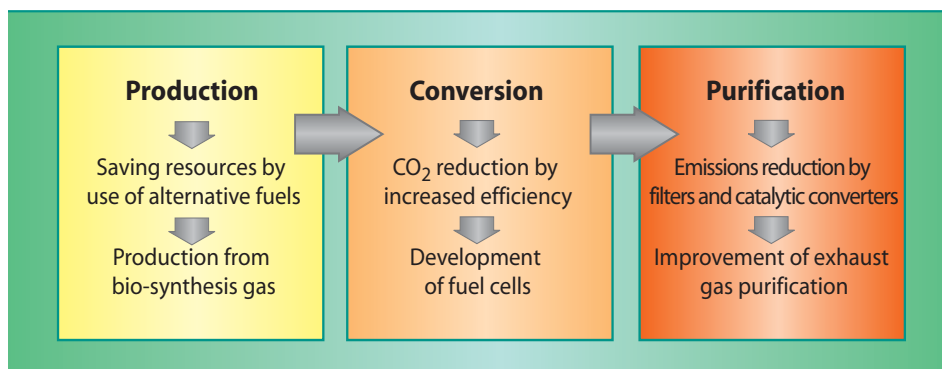 Production
Saving resources by
use of alternative fuels
Production from
bio-synthesis gas
Conversion
CO₂ reduction by
increased efficiency
Development
of fuel cells
Purification
Emissions reduction by
filters and catalytic converters
Improvement of exhaust
gas purification